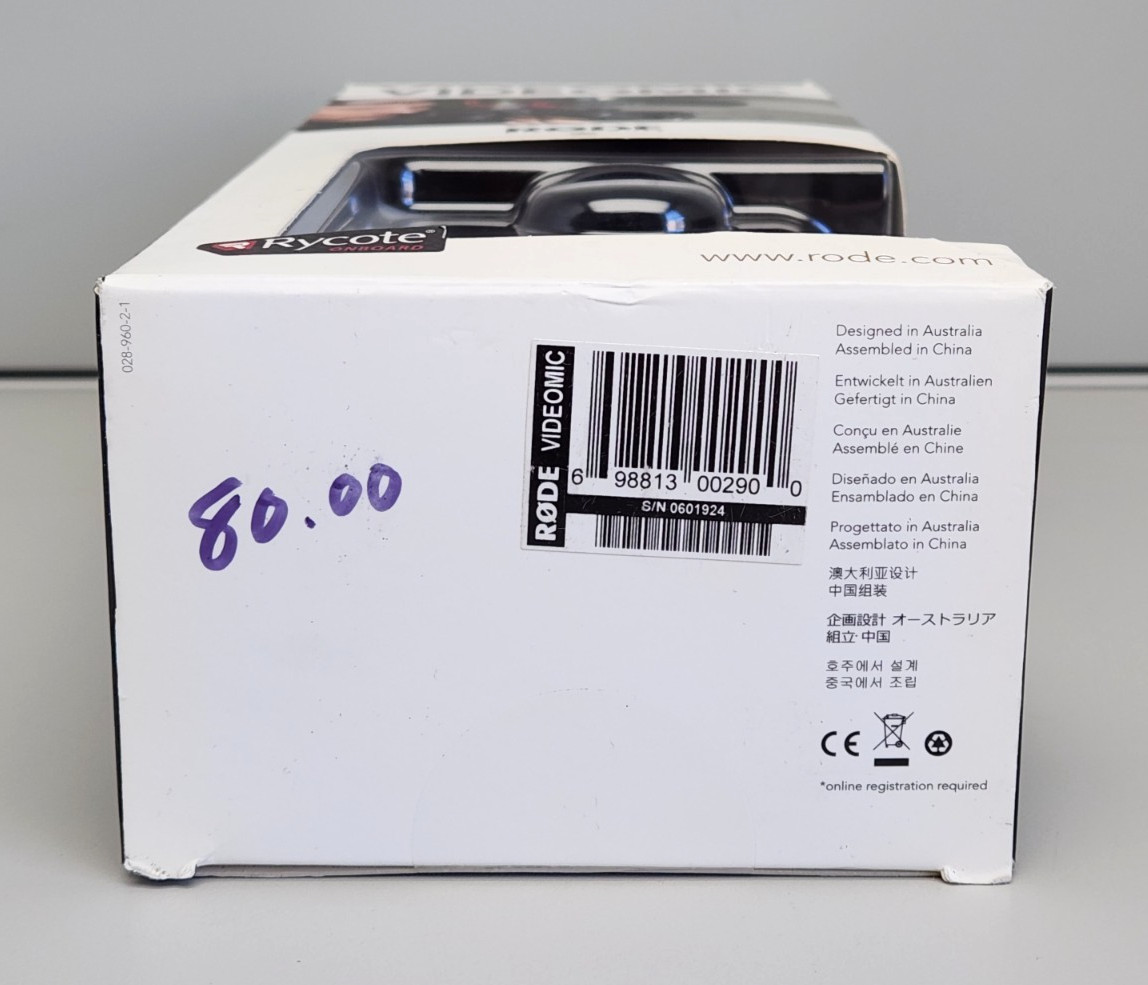 VIDEOMIC
RODE
Rycote®
ONBOARD
www.rode.com
028-960-2-1
80.00
RØDE VIDEOMIC
6 98813 00290 0
S/N 0601924
Designed in Australia
Assembled in China
Entwickelt in Australien
Gefertigt in China
Conçu en Australie
Assemblé en Chine
Diseñado en Australia
Ensamblado en China
Progettato in Australia
Assemblato in China
澳大利亚设计
中国组装
企画設計 オーストラリア
組立·中国
호주에서 설계
중국에서 조립
CE
*online registration required